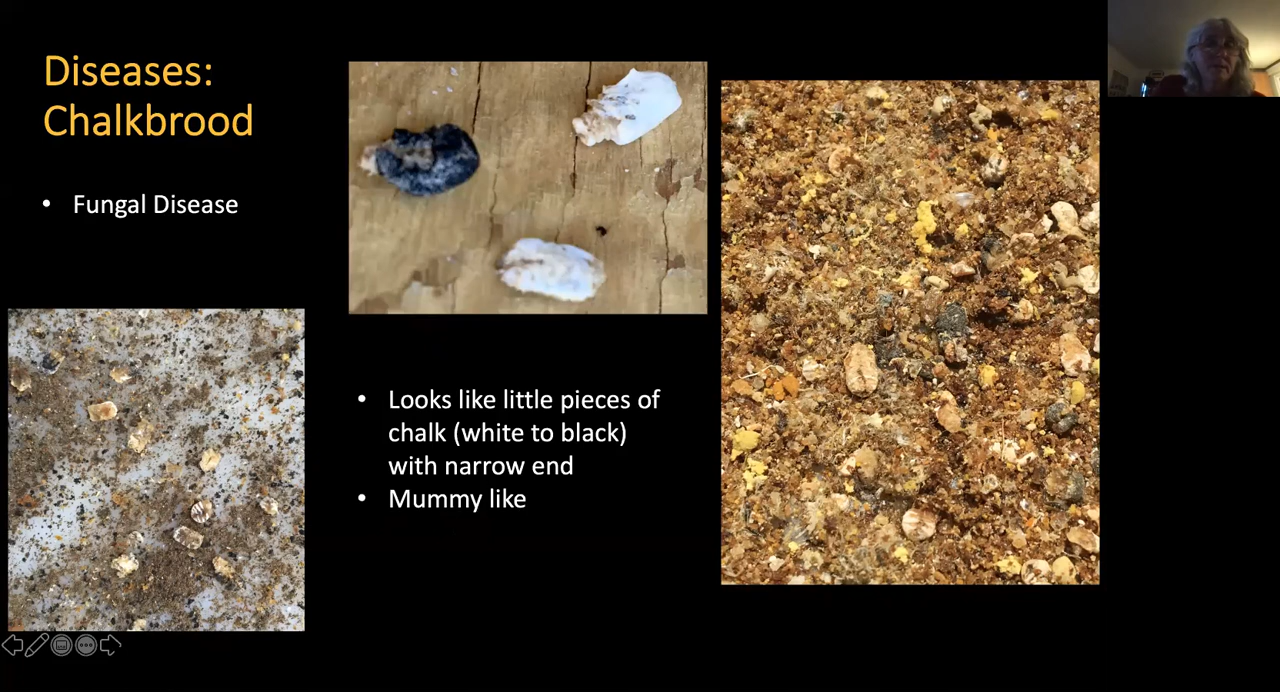 Diseases:
Chalkbrood
• Fungal Disease
• Looks like little pieces of
chalk (white to black)
with narrow end
• Mummy like